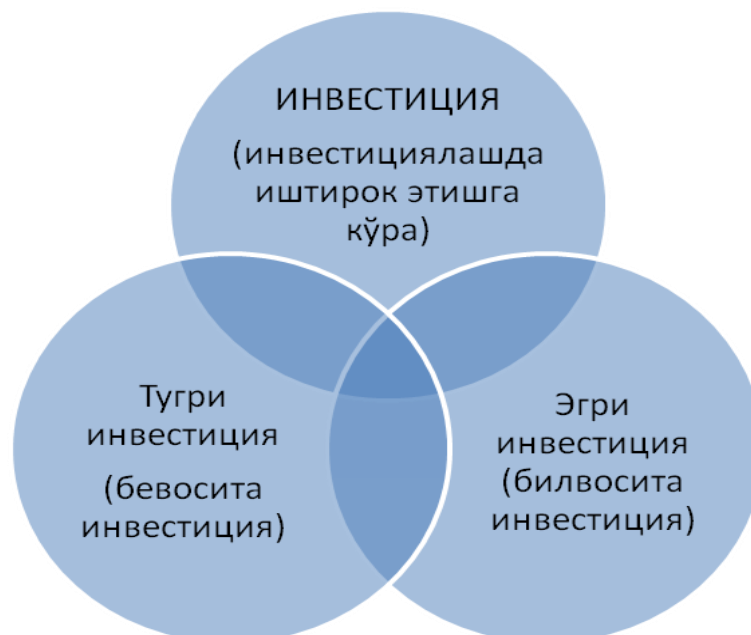 ИНВЕСТИЦИЯ
(инвестициялашда
иштирок этишга
кўра)
Тугри
инвестиция
(бевосита
инвестиция)
Эгри
инвестиция
(билвосита
инвестиция)